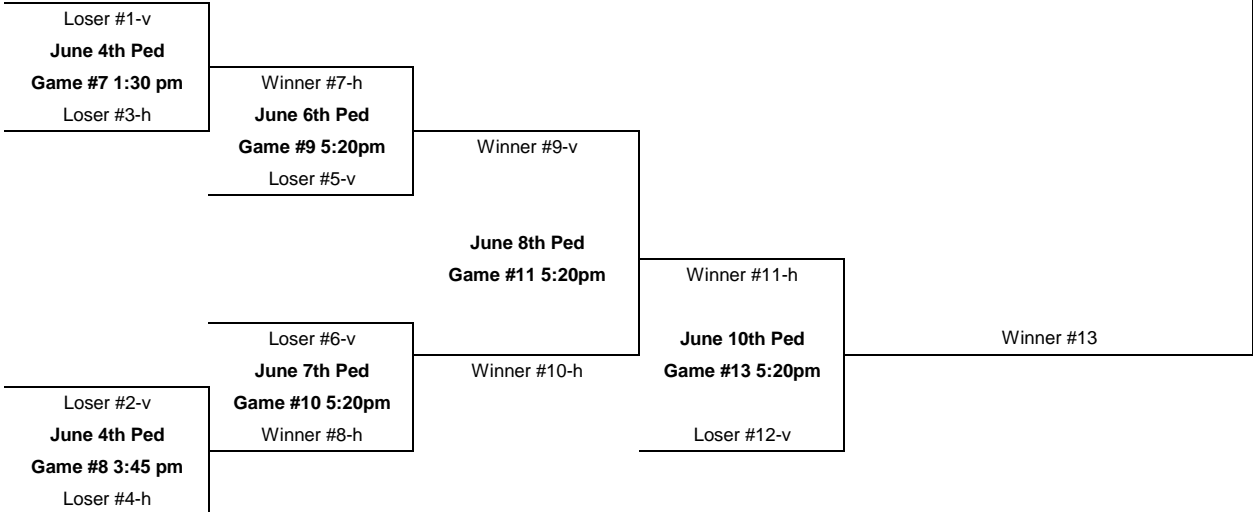 Loser #1-v
June 4th Ped
Game #7 1:30 pm
Loser #3-h
Winner #7-h
June 6th Ped
Game #9 5:20pm
Loser #5-v
Winner #9-v
June 8th Ped
Game #11 5:20pm
Winner #10-h
Loser #6-v
June 7th Ped
Game #10 5:20pm
Winner #8-h
Loser #2-v
June 4th Ped
Game #8 3:45 pm
Loser #4-h
Winner #11-h
June 10th Ped
Game #13 5:20pm
Loser #12-v
Winner #13